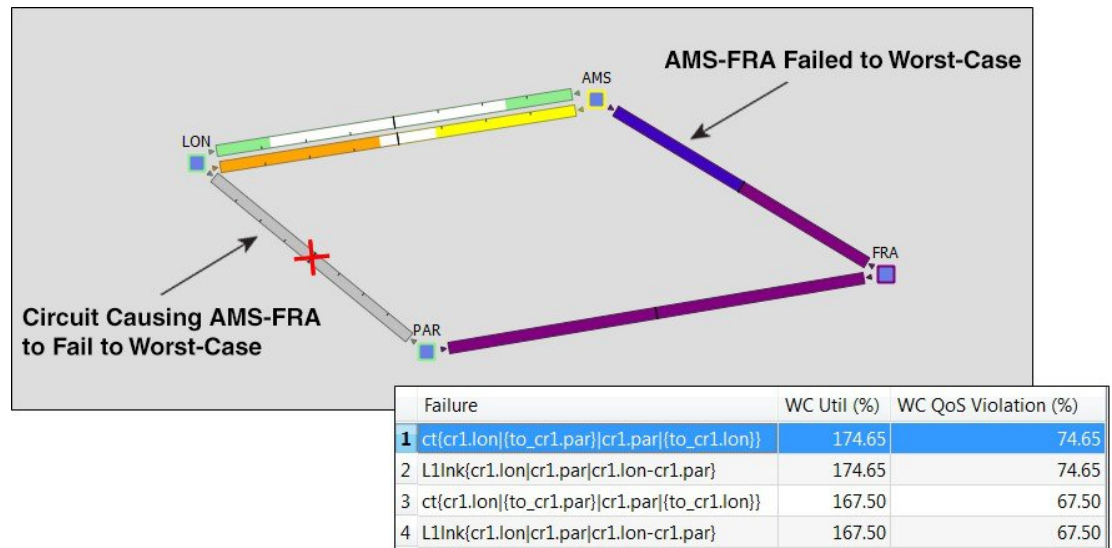 AMS-FRA Failed to Worst-Case
AMS
LON
FRA
Circuit Causing AMS-FRA
to Fail to Worst-Case
PAR
Failure WC Util (%) WC QoS Violation (%)
1 ct{cr1.lon|{to_cr1.par}|cr1.par|{to_cr1.lon}} 174.65 74.65
2 L1lnk{cr1.lon|cr1.par|cr1.lon-cr1.par} 174.65 74.65
3 ct{cr1.lon|{to_cr1.par}|cr1.par|{to_cr1.lon}} 167.50 67.50
4 L1lnk{cr1.lon|cr1.par|cr1.lon-cr1.par} 167.50 67.50